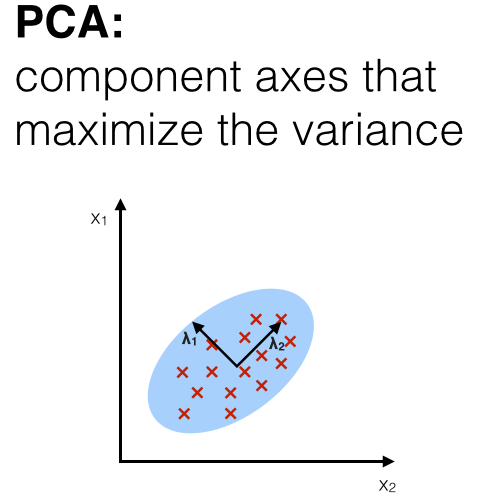 PCA:
component axes that
maximize the variance
x₁
λ₁
λ₂
x₂